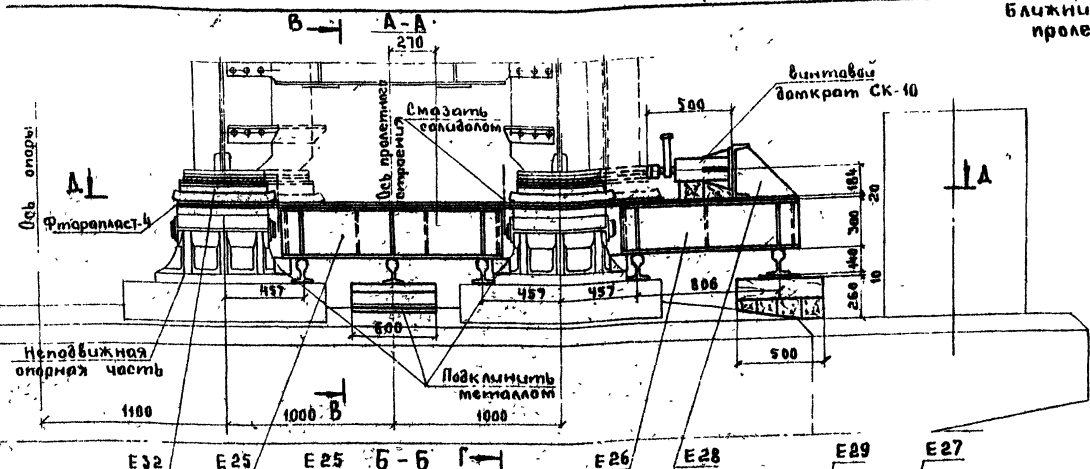 Ближни
проле
В
А - А
270
винтовой
домкрат СК-10
500
Смазать
солидолом
Ось пролетного
строения
Ось опоры
Д
Д
Фторопласт-4
184
20
300
140
10
260
457
457
457
806
600
500
Неподвижная
опорная часть
Подклинить
металлом
В
1100
1000
1000
Е32
Е25
Е25
Б - Б
Г
Е26
Е28
Е29
Е27